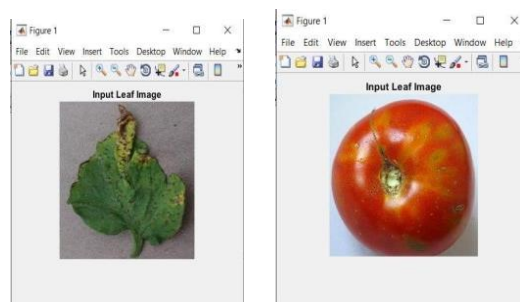 Figure 1
File Edit View Insert Tools Desktop Window Help
Input Leaf Image
Figure 1
File Edit View Insert Tools Desktop Window Help
Input Leaf Image